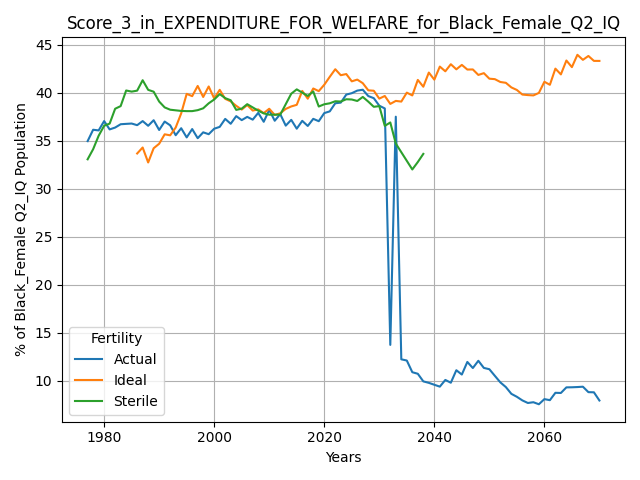 Score_3_in_EXPENDITURE_FOR_WELFARE_for_Black_Female_Q2_IQ
% of Black_Female Q2_IQ Population
45
40
35
30
25
20
15
10
Fertility
Actual
Ideal
Sterile
1980
2000
2020
2040
2060
Years